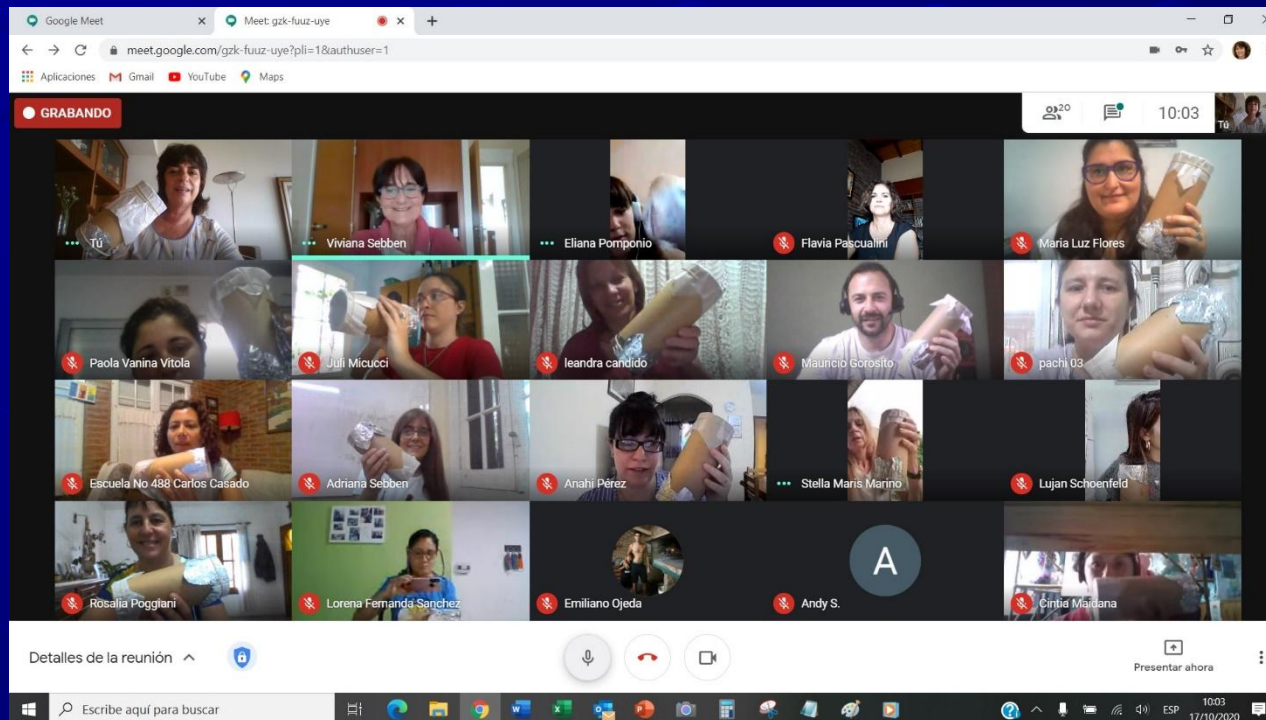 Google Meet
Meet: gzk-fuuz-uye
meet.google.com/gzk-fuuz-uye?pli=1&authuser=1
Aplicaciones Gmail YouTube Maps
GRABANDO
20
10:03
Tú
Tú
Viviana Sebben
Eliana Pomponio
Flavia Pascualini
Maria Luz Flores
Paola Vanina Vitola
Juli Micucci
leandra candido
Mauricio Gorosito
pachi 03
Escuela No 488 Carlos Casado
Adriana Sebben
Anahi Pérez
Stella Maris Marino
Lujan Schoenfeld
Rosalia Poggiani
Lorena Fernanda Sanchez
Emiliano Ojeda
A
Andy S.
Cintia Maidana
Detalles de la reunión
Presentar ahora
Escribe aquí para buscar
ESP
10:03
17/10/2020